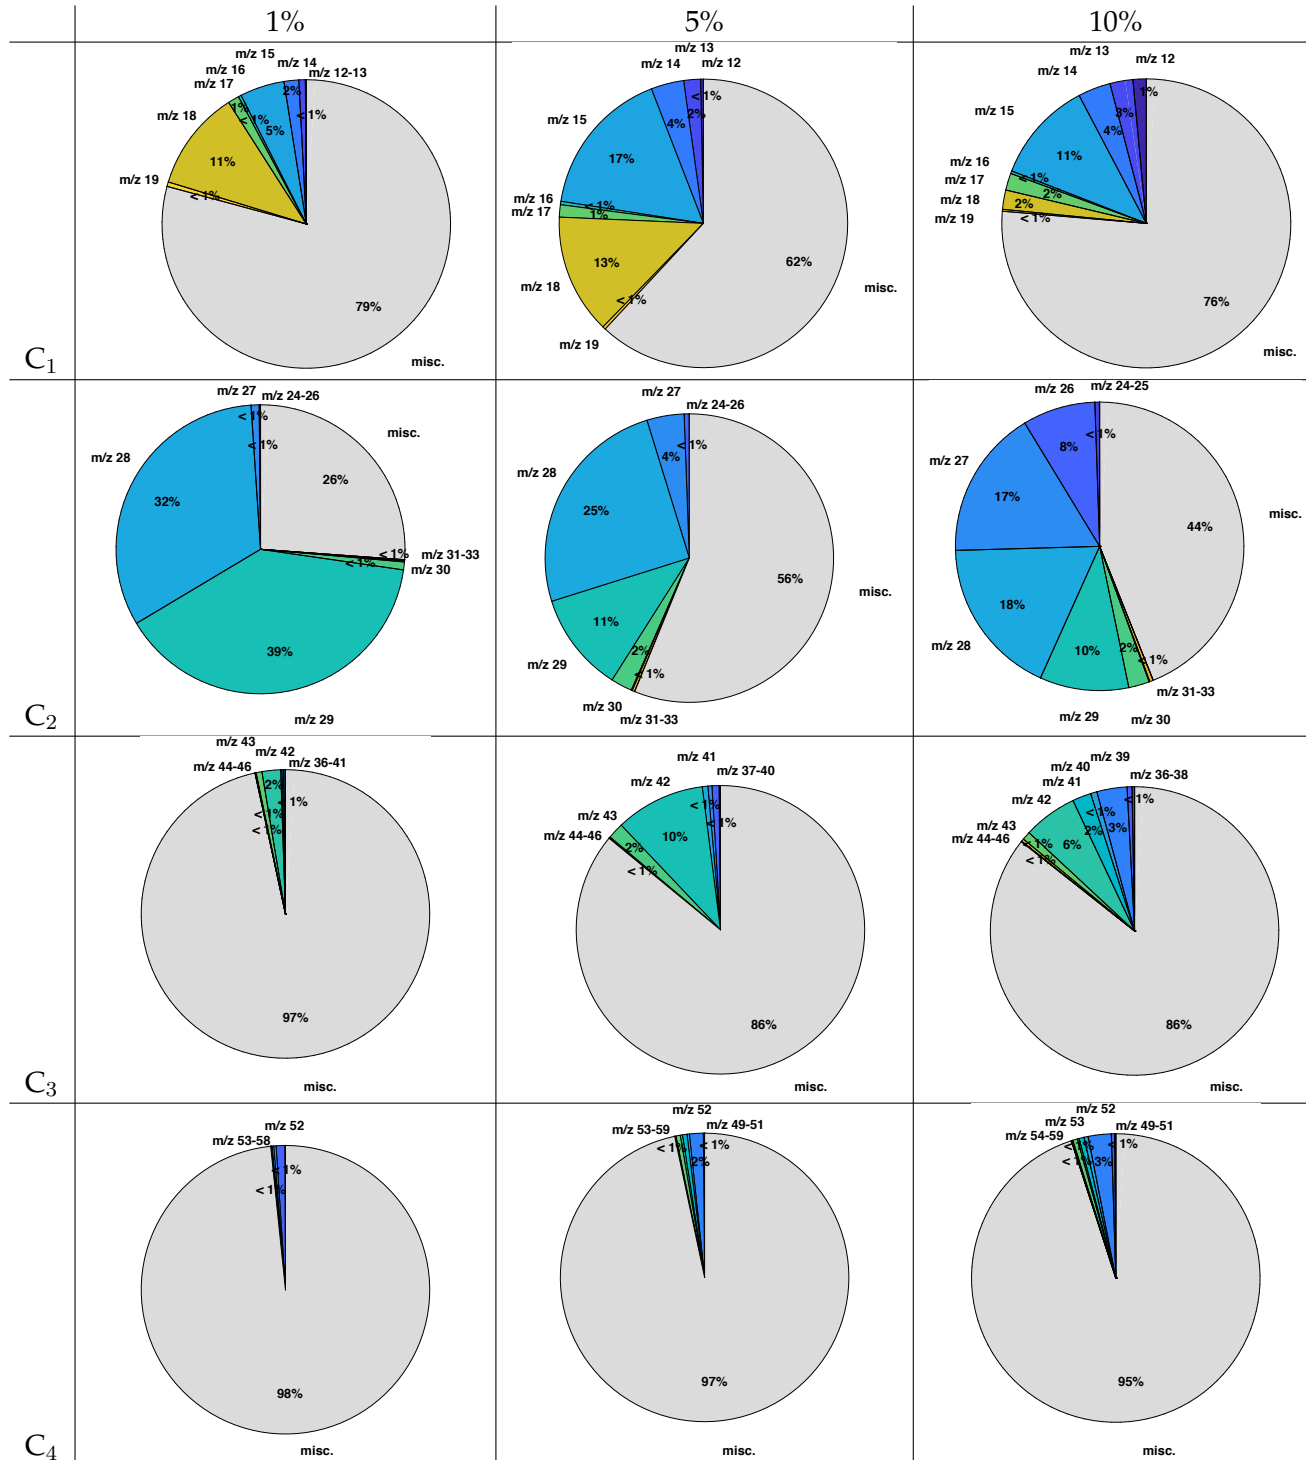 1% 5% 10%
C1
m/z 12-13
m/z 14
m/z 15
m/z 16
m/z 17
m/z 18
m/z 19
< 1%
2%
5%
< 1%
1%
11%
< 1%
79%
misc.
m/z 12
m/z 13
m/z 14
m/z 15
m/z 16
m/z 17
m/z 18
m/z 19
< 1%
2%
4%
17%
< 1%
1%
13%
< 1%
62%
misc.
m/z 12
m/z 13
m/z 14
m/z 15
m/z 16
m/z 17
m/z 18
m/z 19
1%
3%
4%
11%
< 1%
2%
2%
< 1%
76%
misc.
C2
m/z 24-26
m/z 27
m/z 28
m/z 29
m/z 30
m/z 31-33
< 1%
< 1%
32%
39%
< 1%
< 1%
26%
misc.
m/z 24-26
m/z 27
m/z 28
m/z 29
m/z 30
m/z 31-33
< 1%
4%
25%
11%
2%
< 1%
56%
misc.
m/z 24-25
m/z 26
m/z 27
m/z 28
m/z 29
m/z 30
m/z 31-33
< 1%
8%
17%
18%
10%
2%
< 1%
44%
misc.
C3
m/z 36-41
m/z 42
m/z 43
m/z 44-46
< 1%
2%
< 1%
< 1%
97%
misc.
m/z 37-40
m/z 41
m/z 42
m/z 43
m/z 44-46
< 1%
< 1%
10%
2%
< 1%
86%
misc.
m/z 36-38
m/z 39
m/z 40
m/z 41
m/z 42
m/z 43
m/z 44-46
< 1%
3%
< 1%
2%
6%
< 1%
< 1%
86%
misc.
C4
m/z 52
m/z 53-58
< 1%
< 1%
98%
misc.
m/z 49-51
m/z 52
m/z 53-59
< 1%
2%
< 1%
97%
misc.
m/z 49-51
m/z 52
m/z 53
m/z 54-59
< 1%
3%
< 1%
< 1%
95%
misc.